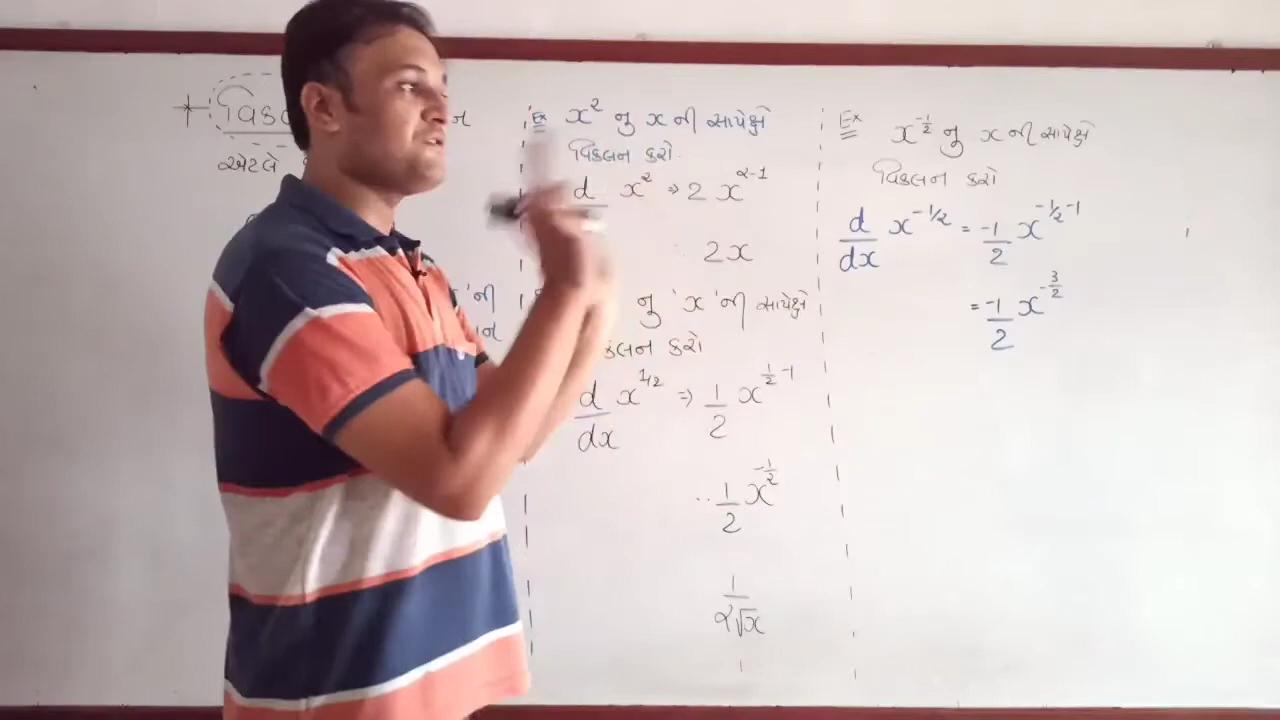 એટલે
'ની
Ex x² નુ x ની સાપેક્ષે
વિકલન કરો.
d x² ⇒ 2 x^{2-1}
2x
નુ 'x' ની સાપેક્ષે
કલન કરો
d/dx x^{1/2} ⇒ 1/2 x^{1/2 -1}
1/2 x^{-1/2}
1/2√x
Ex x^{-1/2} નુ x ની સાપેક્ષે
વિકલન કરો
d/dx x^{-1/2} = -1/2 x^{-1/2 -1}
= -1/2 x^{-3/2}